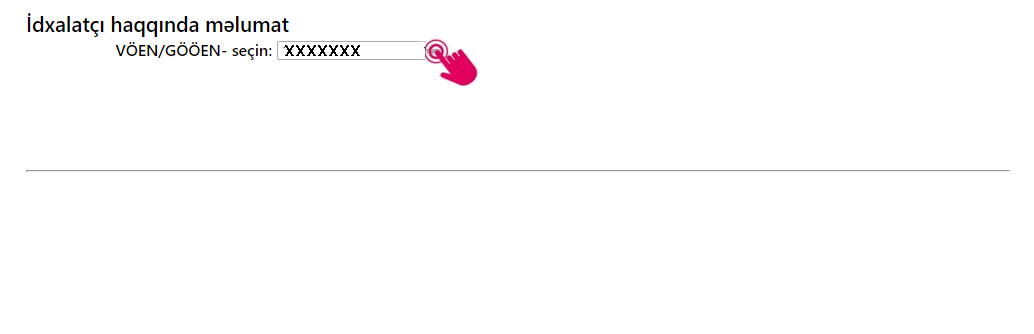 İdxalatçı haqqında məlumat
VÖEN/GÖÖEN- seçin: XXXXXXX